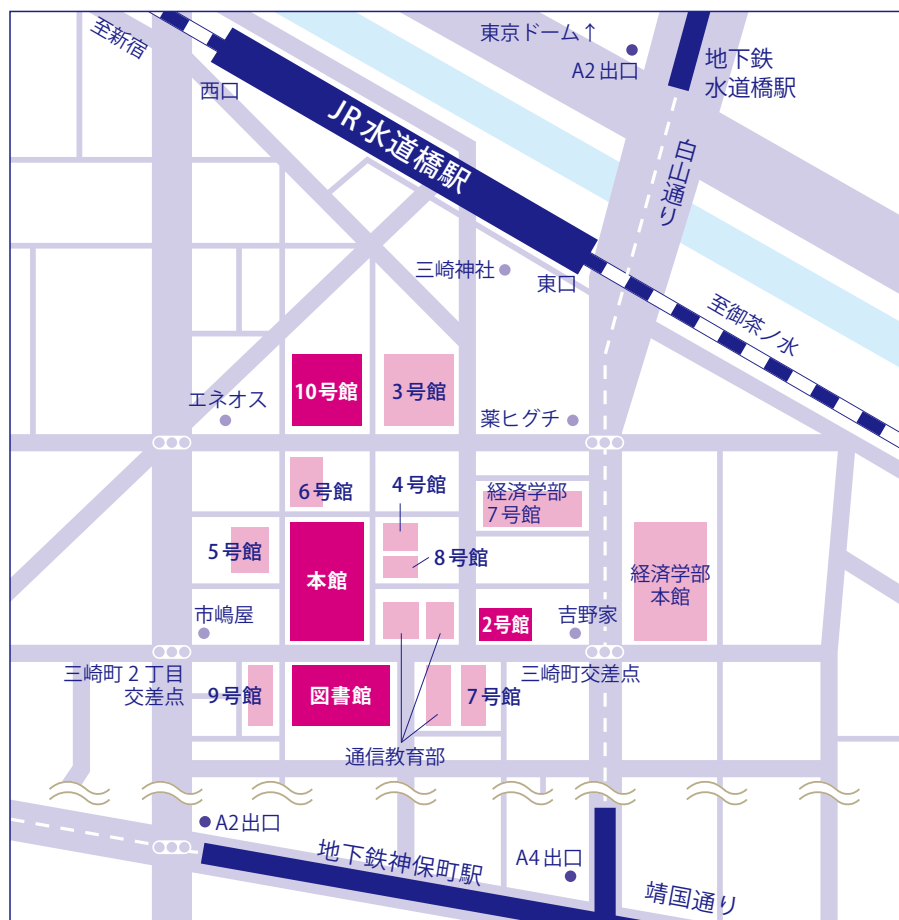 東京ドーム↑
A2出口
地下鉄
水道橋駅
至新宿
西口
JR水道橋駅
白山通り
三崎神社
東口
至御茶ノ水
エネオス
10号館
3号館
薬ヒグチ
6号館
4号館
経済学部
7号館
5号館
本館
8号館
経済学部
本館
市嶋屋
2号館
吉野家
三崎町2丁目
交差点
三崎町交差点
9号館
図書館
7号館
通信教育部
A2出口
地下鉄神保町駅
A4出口
靖国通り